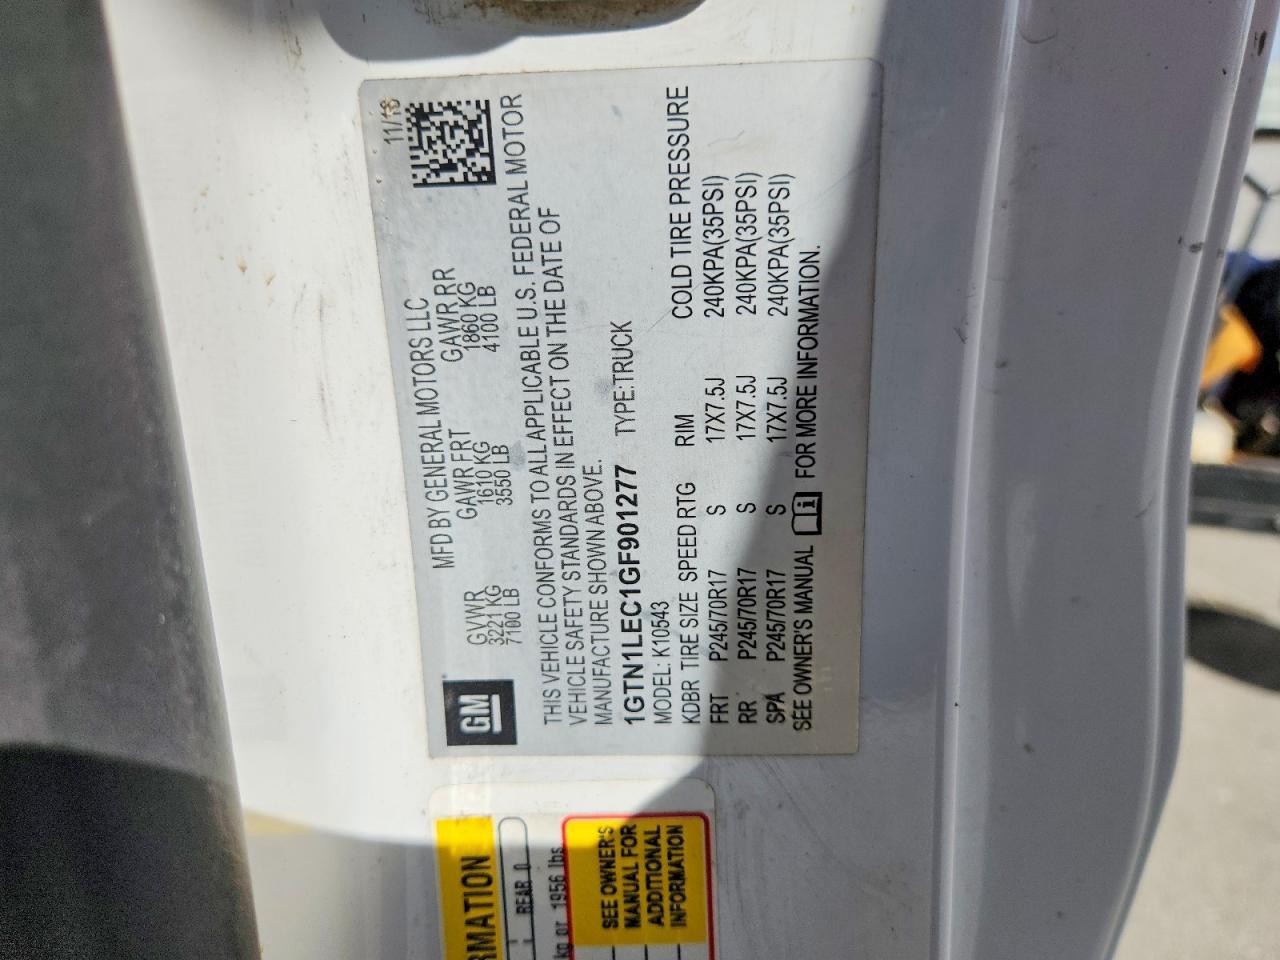 11/16
MFD BY GENERAL MOTORS LLC
GM
GVWR GAWR FRT GAWR RR
3221 KG 1610 KG 1860 KG
7100 LB 3550 LB 4100 LB
THIS VEHICLE CONFORMS TO ALL APPLICABLE U.S. FEDERAL MOTOR
VEHICLE SAFETY STANDARDS IN EFFECT ON THE DATE OF
MANUFACTURE SHOWN ABOVE.
1GTN1LEC1GF901277 TYPE:TRUCK
MODEL: K10543
KDBR TIRE SIZE SPEED RTG RIM COLD TIRE PRESSURE
FRT P245/70R17 S 17X7.5J 240KPA(35PSI)
RR P245/70R17 S 17X7.5J 240KPA(35PSI)
SPA P245/70R17 S 17X7.5J 240KPA(35PSI)
SEE OWNER'S MANUAL FOR MORE INFORMATION.
RMATION
REAR 0
kg or 1956 lbs.
SEE OWNER'S
MANUAL FOR
ADDITIONAL
INFORMATION